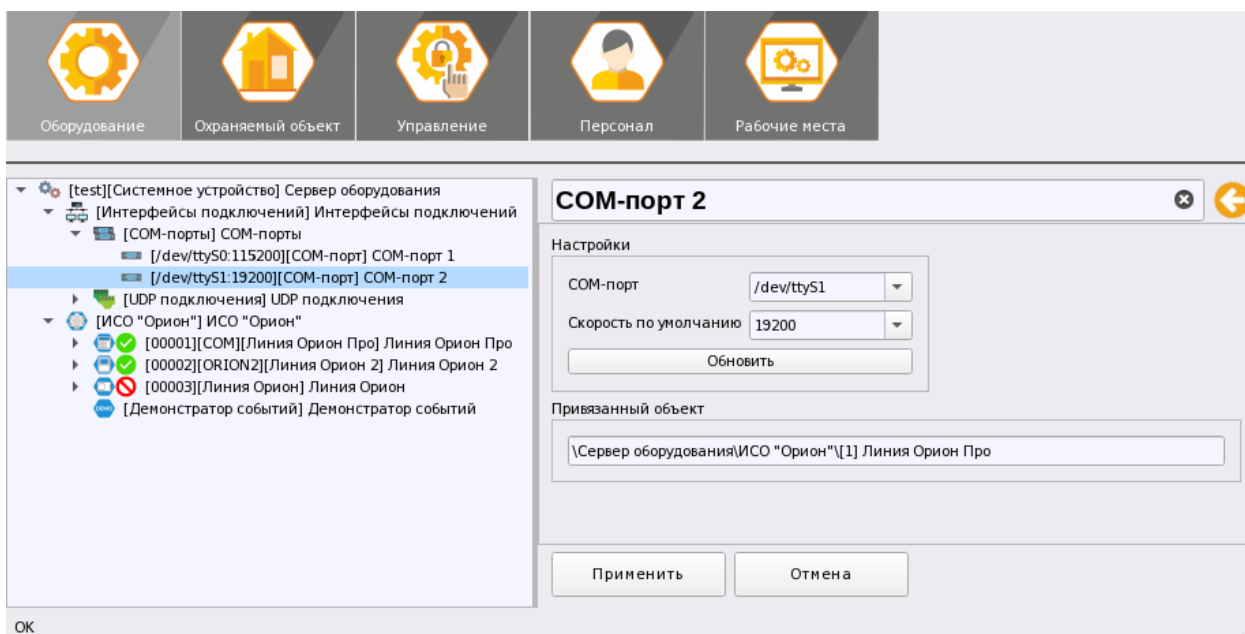 Оборудование
Охраняемый объект
Управление
Персонал
Рабочие места
[test][Системное устройство] Сервер оборудования
[Интерфейсы подключений] Интерфейсы подключений
[COM-порты] COM-порты
[/dev/ttyS0:115200][COM-порт] COM-порт 1
[/dev/ttyS1:19200][COM-порт] COM-порт 2
[UDP подключения] UDP подключения
[ИСО "Орион"] ИСО "Орион"
[00001][COM][Линия Орион Про] Линия Орион Про
[00002][ORION2][Линия Орион 2] Линия Орион 2
[00003][Линия Орион] Линия Орион
DEMO [Демонстратор событий] Демонстратор событий
COM-порт 2
Настройки
COM-порт /dev/ttyS1
Скорость по умолчанию 19200
Обновить
Привязанный объект
\Сервер оборудования\ИСО "Орион"\[1] Линия Орион Про
Применить
Отмена
OK